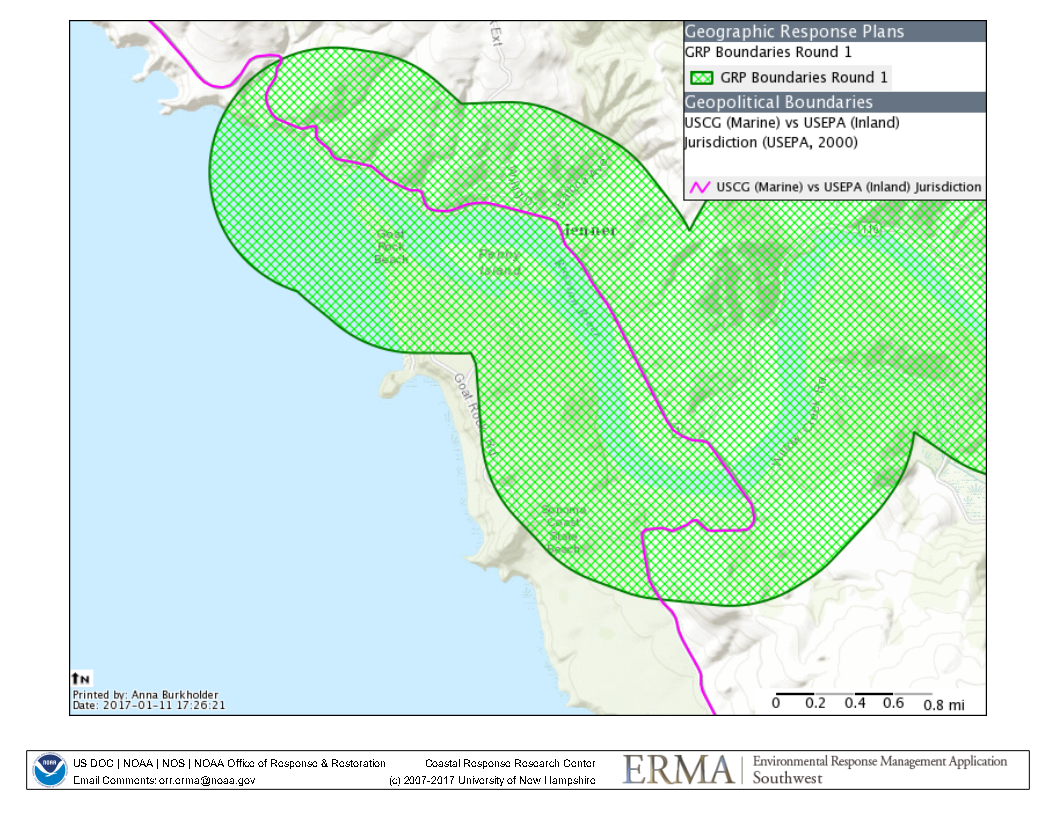 Ext
Geographic Response Plans
GRP Boundaries Round 1
GRP Boundaries Round 1
Geopolitical Boundaries
USCG (Marine) vs USEPA (Inland)
Jurisdiction (USEPA, 2000)
USCG (Marine) vs USEPA (Inland) Jurisdiction
Jenner
116
Goat
Rock
Beach
Penny
Island
Goat Rock Rd
Willow Creek Rd
Sonoma
Coast
State
Beach
N
Printed by: Anna Burkholder
Date: 2017-01-11 17:26:21
0 0.2 0.4 0.6 0.8 mi
NOAA
US DOC | NOAA | NOS | NOAA Office of Response & Restoration
Email Comments: orr.erma@noaa.gov
Coastal Response Research Center
(c) 2007-2017 University of New Hampshire
ERMA
Environmental Response Management Application
Southwest